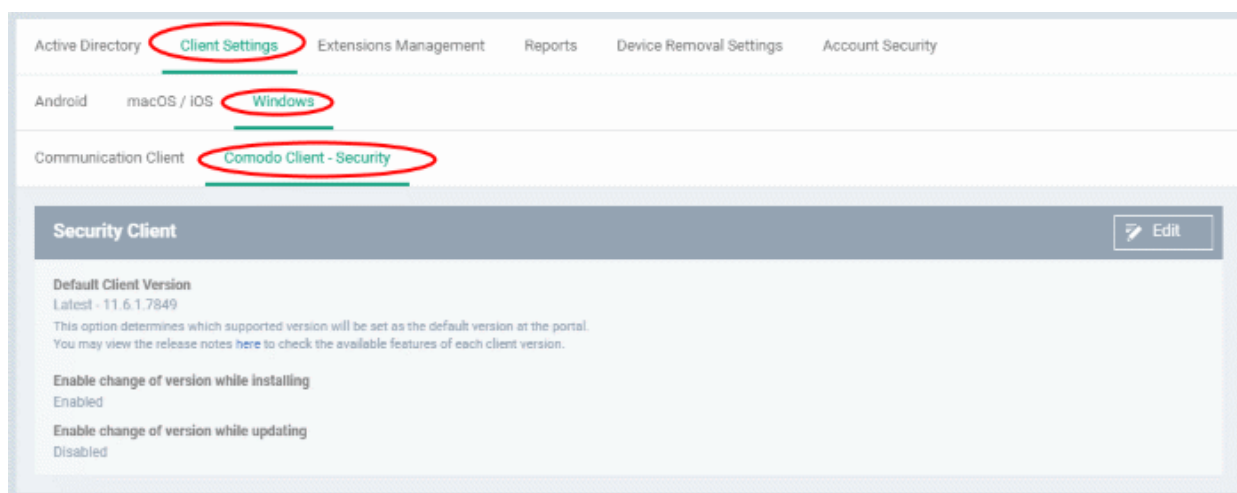 Active Directory Client Settings Extensions Management Reports Device Removal Settings Account Security
Android macOS / iOS Windows
Communication Client Comodo Client - Security
Security Client Edit
Default Client Version
Latest - 11.6.1.7849
This option determines which supported version will be set as the default version at the portal.
You may view the release notes here to check the available features of each client version.
Enable change of version while installing
Enabled
Enable change of version while updating
Disabled